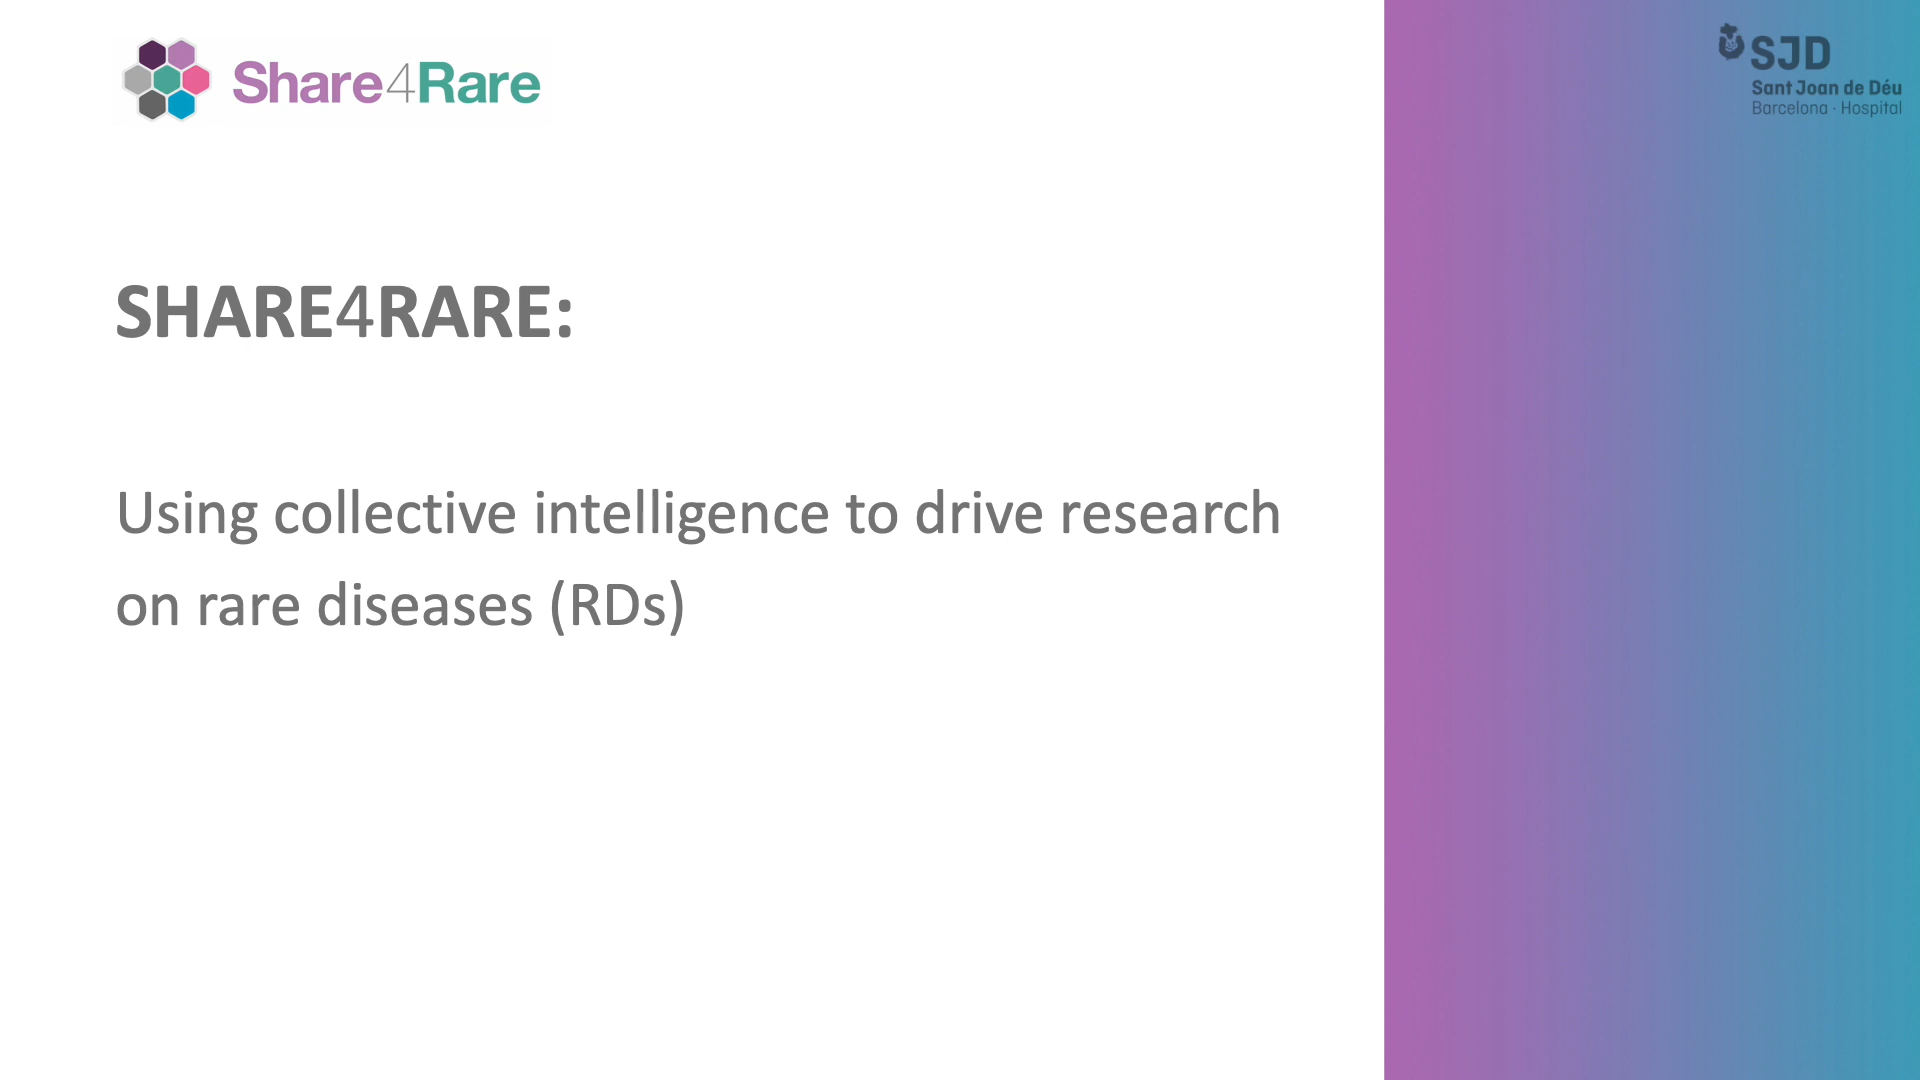 Share4Rare
SJD
Sant Joan de Déu
Barcelona · Hospital
SHARE4RARE:
Using collective intelligence to drive research
on rare diseases (RDs)